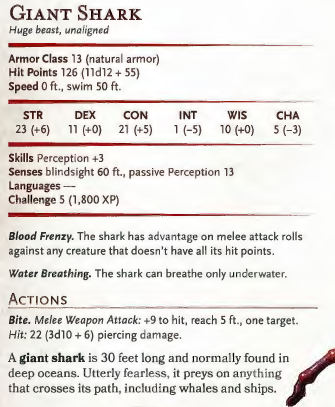 GIANT SHARK
Huge beast, unaligned
Armor Class 13 (natural armor)
Hit Points 126 (11d12 + 55)
Speed 0 ft., swim 50 ft.
STR DEX CON INT WIS CHA
23 (+6) 11 (+0) 21 (+5) 1 (−5) 10 (+0) 5 (−3)
Skills Perception +3
Senses blindsight 60 ft., passive Perception 13
Languages —
Challenge 5 (1,800 XP)
Blood Frenzy. The shark has advantage on melee attack rolls
against any creature that doesn't have all its hit points.
Water Breathing. The shark can breathe only underwater.
ACTIONS
Bite. Melee Weapon Attack: +9 to hit, reach 5 ft., one target.
Hit: 22 (3d10 + 6) piercing damage.
A giant shark is 30 feet long and normally found in
deep oceans. Utterly fearless, it preys on anything
that crosses its path, including whales and ships.